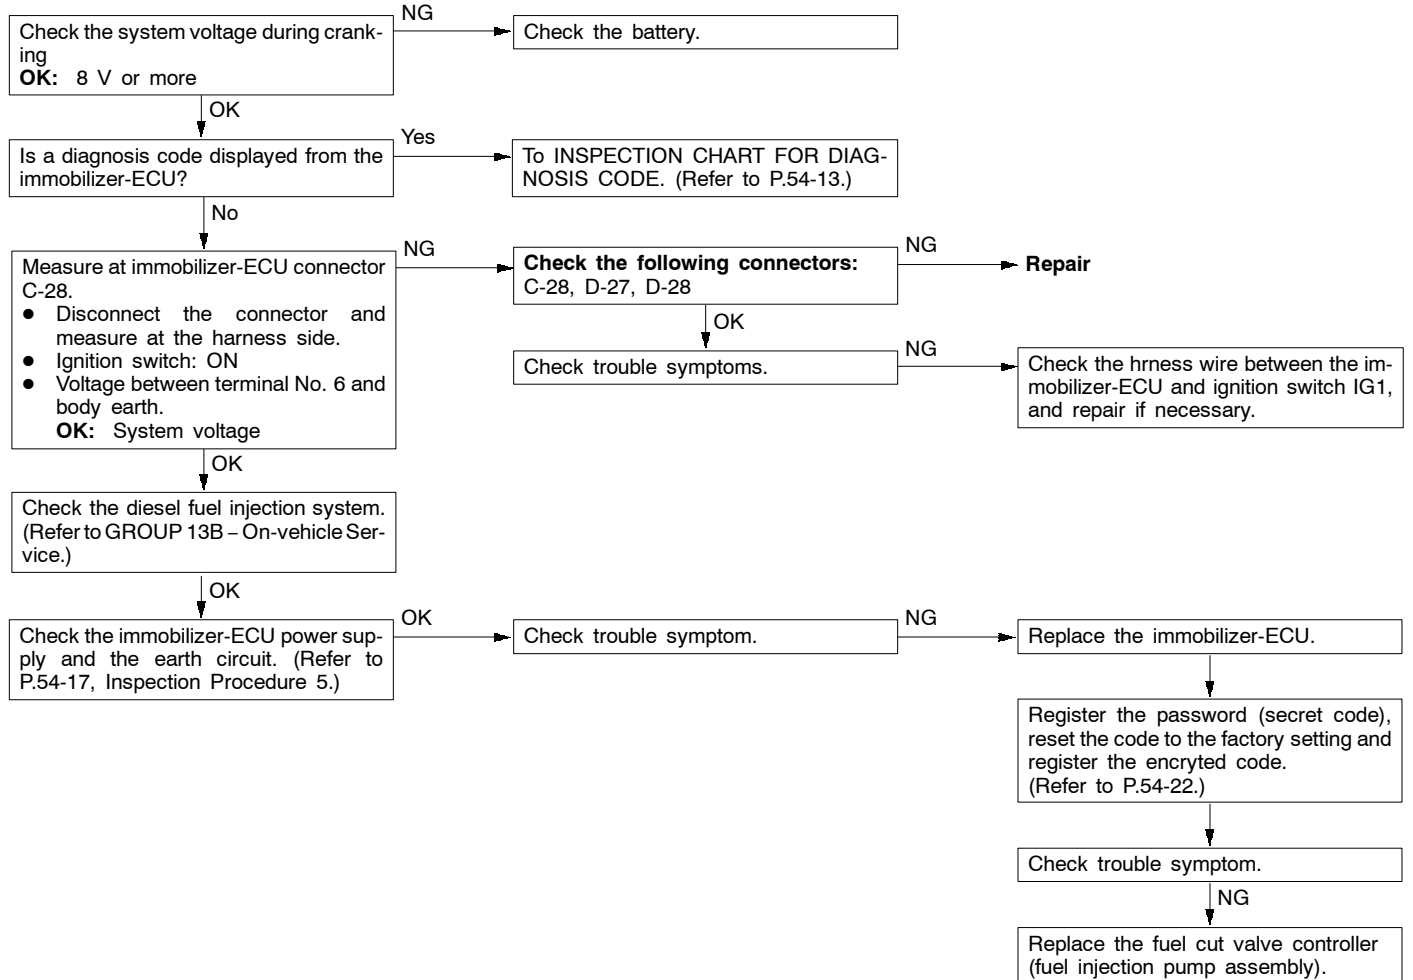 Check the system voltage during crank-
ing
OK: 8 V or more
NG
Check the battery.
OK
Is a diagnosis code displayed from the
immobilizer-ECU?
Yes
To INSPECTION CHART FOR DIAG-
NOSIS CODE. (Refer to P.54-13.)
No
Measure at immobilizer-ECU connector
C-28.
● Disconnect the connector and
measure at the harness side.
● Ignition switch: ON
● Voltage between terminal No. 6 and
body earth.
OK: System voltage
NG
Check the following connectors:
C-28, D-27, D-28
NG
Repair
OK
Check trouble symptoms.
NG
Check the hrness wire between the im-
mobilizer-ECU and ignition switch IG1,
and repair if necessary.
OK
Check the diesel fuel injection system.
(Refer to GROUP 13B – On-vehicle Ser-
vice.)
OK
Check the immobilizer-ECU power sup-
ply and the earth circuit. (Refer to
P.54-17, Inspection Procedure 5.)
OK
Check trouble symptom.
NG
Replace the immobilizer-ECU.
Register the password (secret code),
reset the code to the factory setting and
register the encryted code.
(Refer to P.54-22.)
Check trouble symptom.
NG
Replace the fuel cut valve controller
(fuel injection pump assembly).